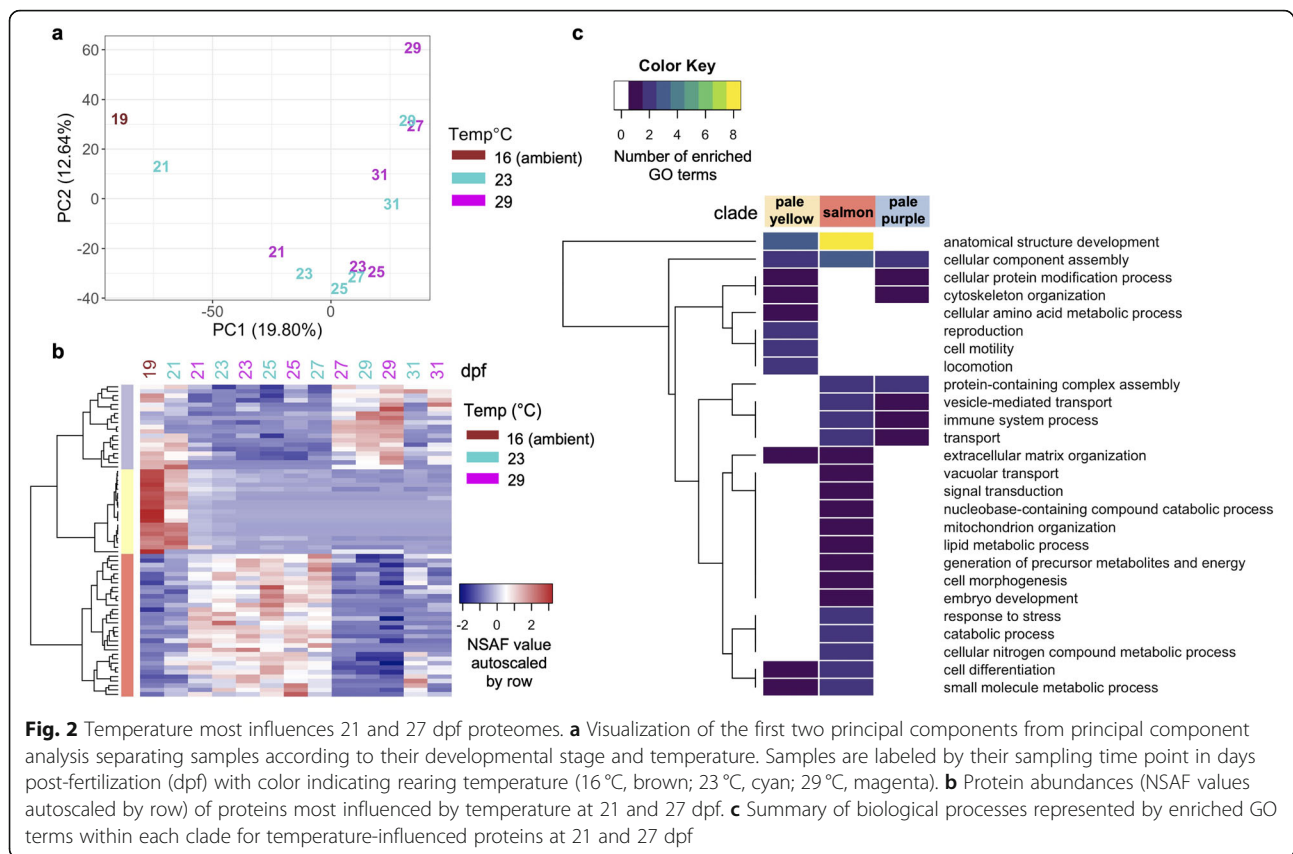 a
PC2 (12.64%)
60
40
20
0
-20
-40
29
19
29
27
21
31
31
21
23
23
25
27
25
-50
0
PC1 (19.80%)
Temp°C
16 (ambient)
23
29
b
19 21 21 23 23 25 25 27 27 29 29 31 31 dpf
Temp (°C)
16 (ambient)
23
29
-2 0 2
NSAF value
autoscaled
by row
c
Color Key
0 2 4 6 8
Number of enriched
GO terms
clade
pale
yellow
salmon
pale
purple
anatomical structure development
cellular component assembly
cellular protein modification process
cytoskeleton organization
cellular amino acid metabolic process
reproduction
cell motility
locomotion
protein-containing complex assembly
vesicle-mediated transport
immune system process
transport
extracellular matrix organization
vacuolar transport
signal transduction
nucleobase-containing compound catabolic process
mitochondrion organization
lipid metabolic process
generation of precursor metabolites and energy
cell morphogenesis
embryo development
response to stress
catabolic process
cellular nitrogen compound metabolic process
cell differentiation
small molecule metabolic process
Fig. 2 Temperature most influences 21 and 27 dpf proteomes. a Visualization of the first two principal components from principal component
analysis separating samples according to their developmental stage and temperature. Samples are labeled by their sampling time point in days
post-fertilization (dpf) with color indicating rearing temperature (16 °C, brown; 23 °C, cyan; 29 °C, magenta). b Protein abundances (NSAF values
autoscaled by row) of proteins most influenced by temperature at 21 and 27 dpf. c Summary of biological processes represented by enriched GO
terms within each clade for temperature-influenced proteins at 21 and 27 dpf